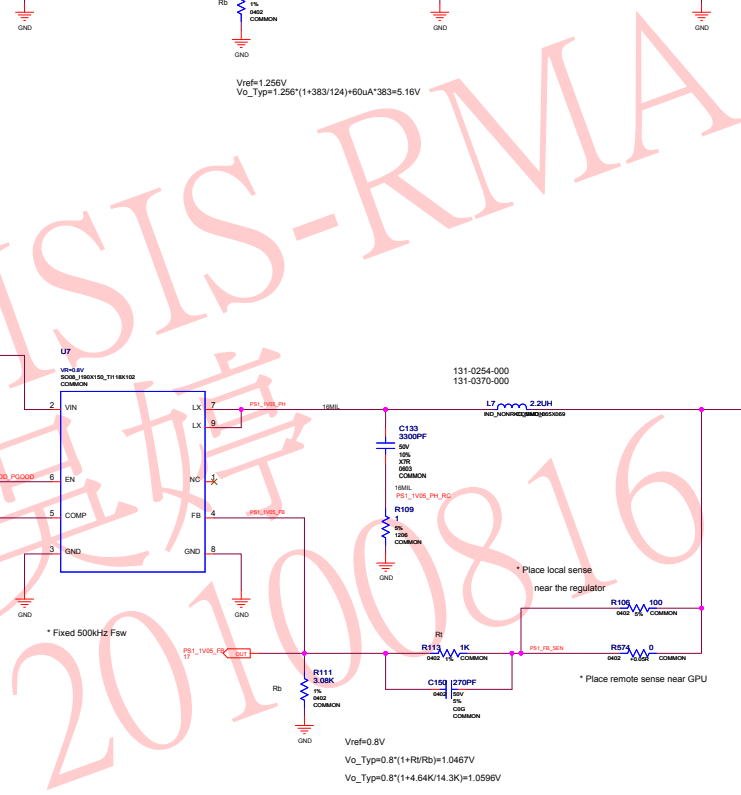 Rb
1%
0402
COMMON
GND
GND
GND
GND
Vref=1.256V
Vo_Typ=1.256*(1+383/124)+60uA*383=5.16V
ISIS-RMA
婷
20100816
U7
VR=0.8V
SO08_I190X150_TI118X102
COMMON
2 VIN
6 EN
5 COMP
3 GND
LX 7
LX 9
NC 1
FB 4
GND 8
PS1_1V05_PH
16MIL
PS1_1V05_FB
GND
GND
* Fixed 500kHz Fsw
131-0254-000
131-0370-000
L7 2.2UH
C133
3300PF
50V
10%
X7R
0603
COMMON
16MIL
PS1_1V05_PH_RC
R109
1
5%
1206
COMMON
GND
* Place local sense
near the regulator
R106 100
0402 5% COMMON
PS1_1V05_FB
17
OUT
Rt
R113 1K
0402 1% COMMON
PS1_FB_SEN
R574 0
0402 +0.05R COMMON
* Place remote sense near GPU
C150 270PF
0402 50V
5%
C0G
COMMON
Rb
R111
3.08K
1%
0402
COMMON
GND
Vref=0.8V
Vo_Typ=0.8*(1+Rt/Rb)=1.0467V
Vo_Typ=0.8*(1+4.64K/14.3K)=1.0596V